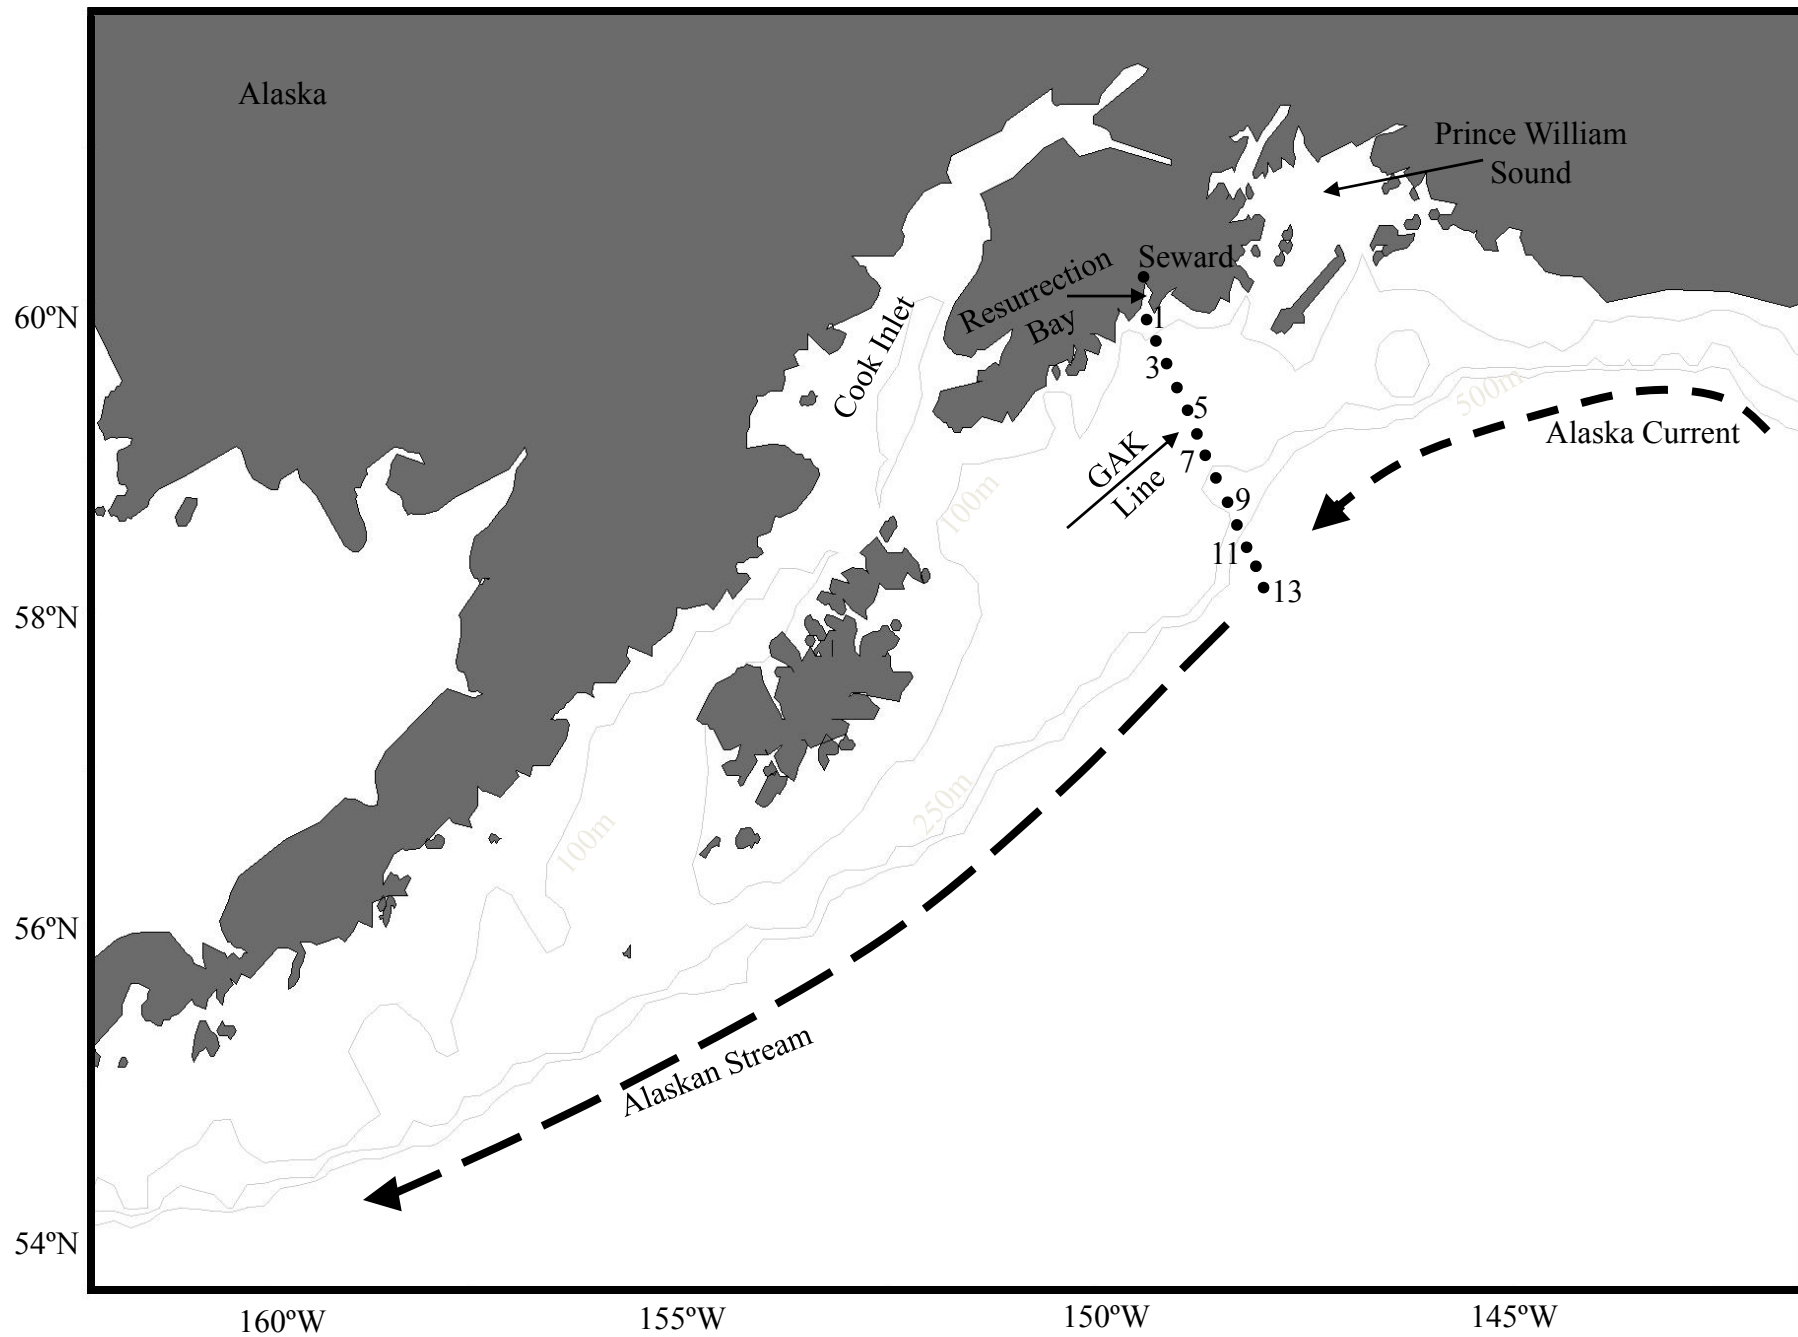 Alaska
Prince William
Sound
Seward
Resurrection
Bay
60ºN
Cook Inlet
1
3
5
7
9
11
13
GAK
Line
500m
Alaska Current
100m
58ºN
250m
100m
56ºN
Alaskan Stream
54ºN
160ºW
155ºW
150ºW
145ºW